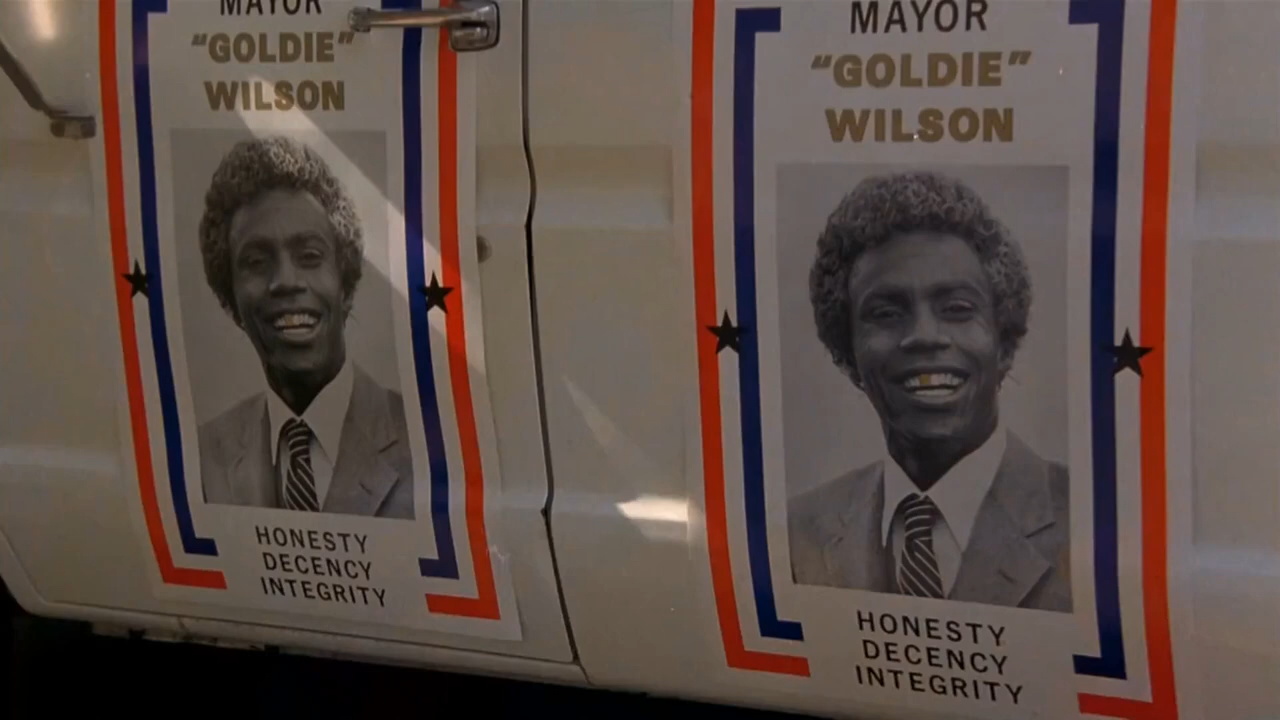 MAYOR
"GOLDIE"
WILSON
HONESTY
DECENCY
INTEGRITY
MAYOR
"GOLDIE"
WILSON
HONESTY
DECENCY
INTEGRITY